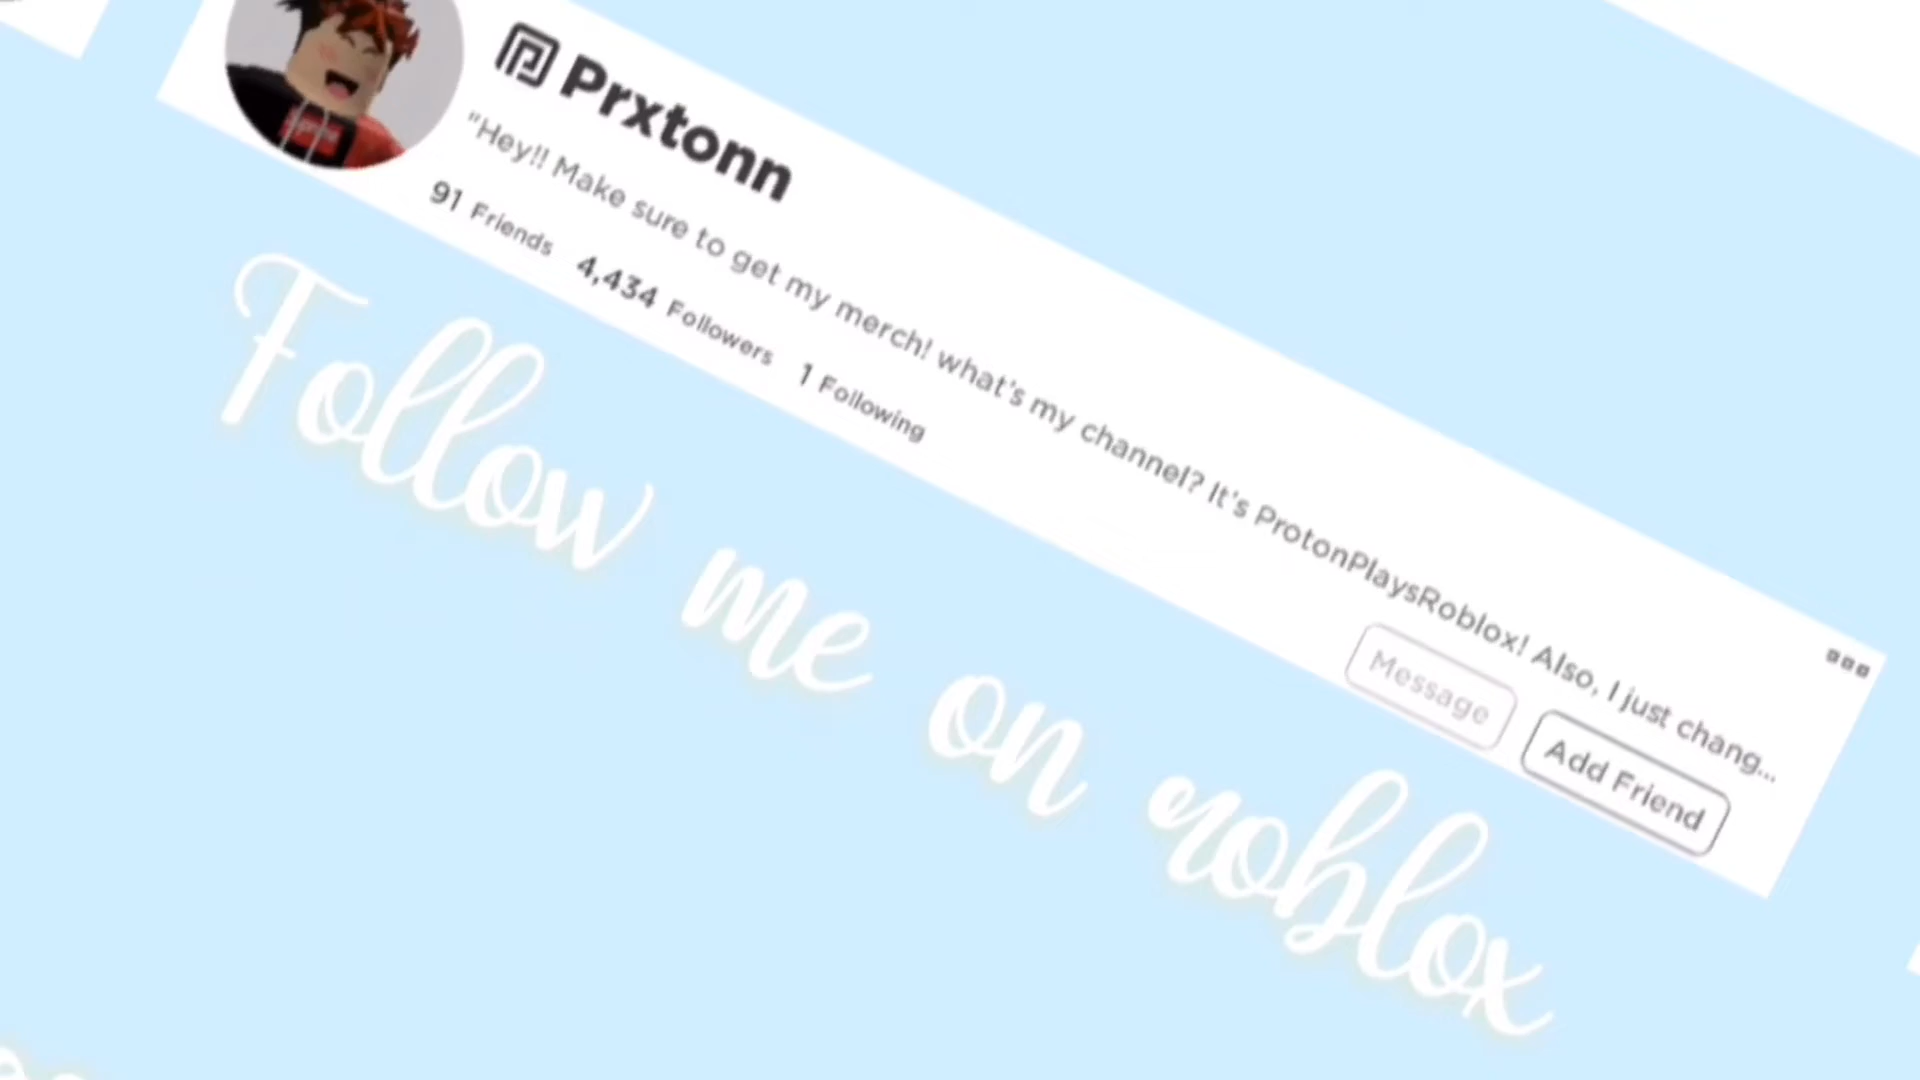 Prxtonn
"Hey!! Make sure to get my merch! what's my channel? It's ProtonPlaysRoblox! Also, I just chang...
91 Friends 4,434 Followers 1 Following
Message Add Friend
Follow me on roblox